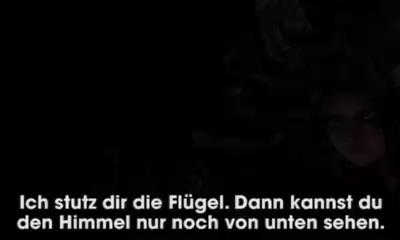 Ich stutz dir die Flügel. Dann kannst du
den Himmel nur noch von unten sehen.